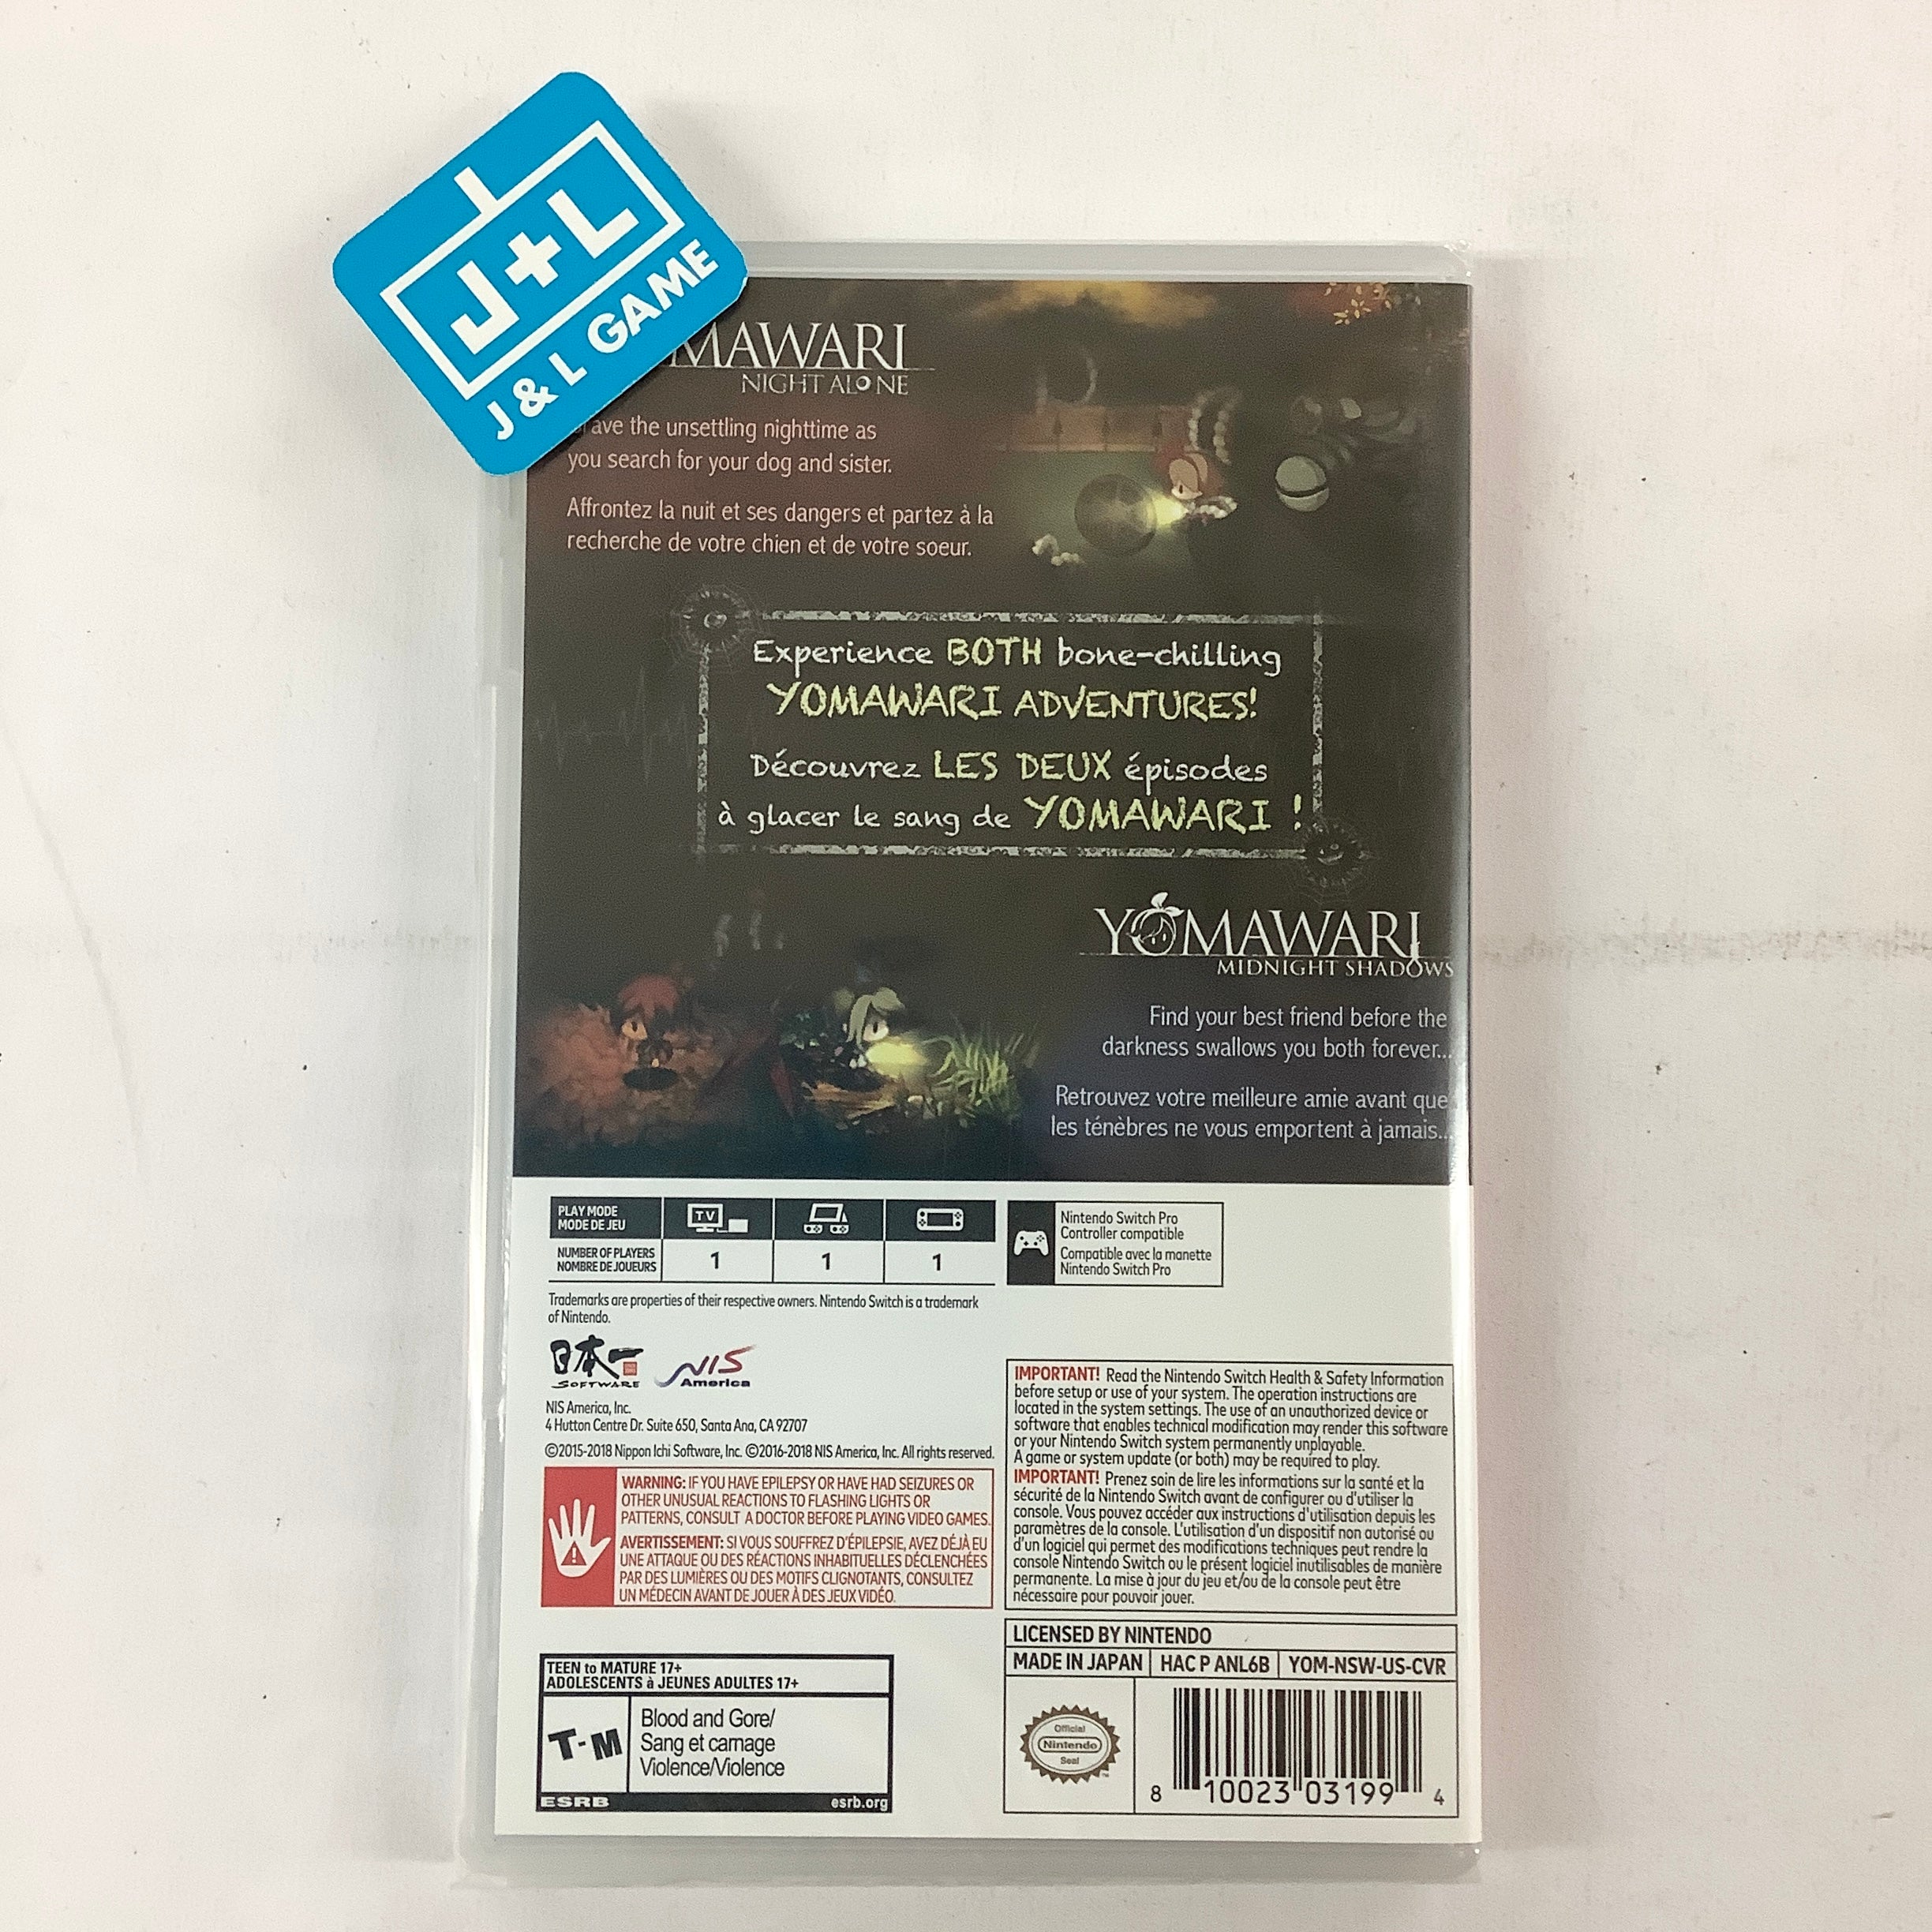 J+L
J & L GAME
MAWARI
NIGHT ALONE
ave the unsettling nighttime as
you search for your dog and sister.
Affrontez la nuit et ses dangers et partez à la
recherche de votre chien et de votre soeur.
Experience BOTH bone-chilling
YOMAWARI ADVENTURES!
Découvrez LES DEUX épisodes
à glacer le sang de YOMAWARI !
YOMAWARI
MIDNIGHT SHADOWS
Find your best friend before the
darkness swallows you both forever...
Retrouvez votre meilleure amie avant que
les ténèbres ne vous emportent à jamais...
PLAY MODE
MODE DE JEU
TV
NUMBER OF PLAYERS
NOMBRE DE JOUEURS
1 1 1
Nintendo Switch Pro
Controller compatible
Compatible avec la manette
Nintendo Switch Pro
Trademarks are properties of their respective owners. Nintendo Switch is a trademark
of Nintendo.
日本一
SOFTWARE
NIS
America
NIS America, Inc.
4 Hutton Centre Dr. Suite 650, Santa Ana, CA 92707
©2015-2018 Nippon Ichi Software, Inc. ©2016-2018 NIS America, Inc. All rights reserved.
WARNING: IF YOU HAVE EPILEPSY OR HAVE HAD SEIZURES OR
OTHER UNUSUAL REACTIONS TO FLASHING LIGHTS OR
PATTERNS, CONSULT A DOCTOR BEFORE PLAYING VIDEO GAMES.
AVERTISSEMENT: SI VOUS SOUFFREZ D'ÉPILEPSIE, AVEZ DÉJÀ EU
UNE ATTAQUE OU DES RÉACTIONS INHABITUELLES DÉCLENCHÉES
PAR DES LUMIÈRES OU DES MOTIFS CLIGNOTANTS, CONSULTEZ
UN MÉDECIN AVANT DE JOUER À DES JEUX VIDÉO.
IMPORTANT! Read the Nintendo Switch Health & Safety Information
before setup or use of your system. The operation instructions are
located in the system settings. The use of an unauthorized device or
software that enables technical modification may render this software
or your Nintendo Switch system permanently unplayable.
A game or system update (or both) may be required to play.
IMPORTANT! Prenez soin de lire les informations sur la santé et la
sécurité de la Nintendo Switch avant de configurer ou d'utiliser la
console. Vous pouvez accéder aux instructions d'utilisation depuis les
paramètres de la console. L'utilisation d'un dispositif non autorisé ou
d'un logiciel qui permet des modifications techniques peut rendre la
console Nintendo Switch ou le présent logiciel inutilisables de manière
permanente. La mise à jour du jeu et/ou de la console peut être
nécessaire pour pouvoir jouer.
TEEN to MATURE 17+
ADOLESCENTS à JEUNES ADULTES 17+
T-M
Blood and Gore/
Sang et carnage
Violence/Violence
ESRB
esrb.org
LICENSED BY NINTENDO
MADE IN JAPAN HAC P ANL6B YOM-NSW-US-CVR
Official
Nintendo
Seal
8 10023 03199 4